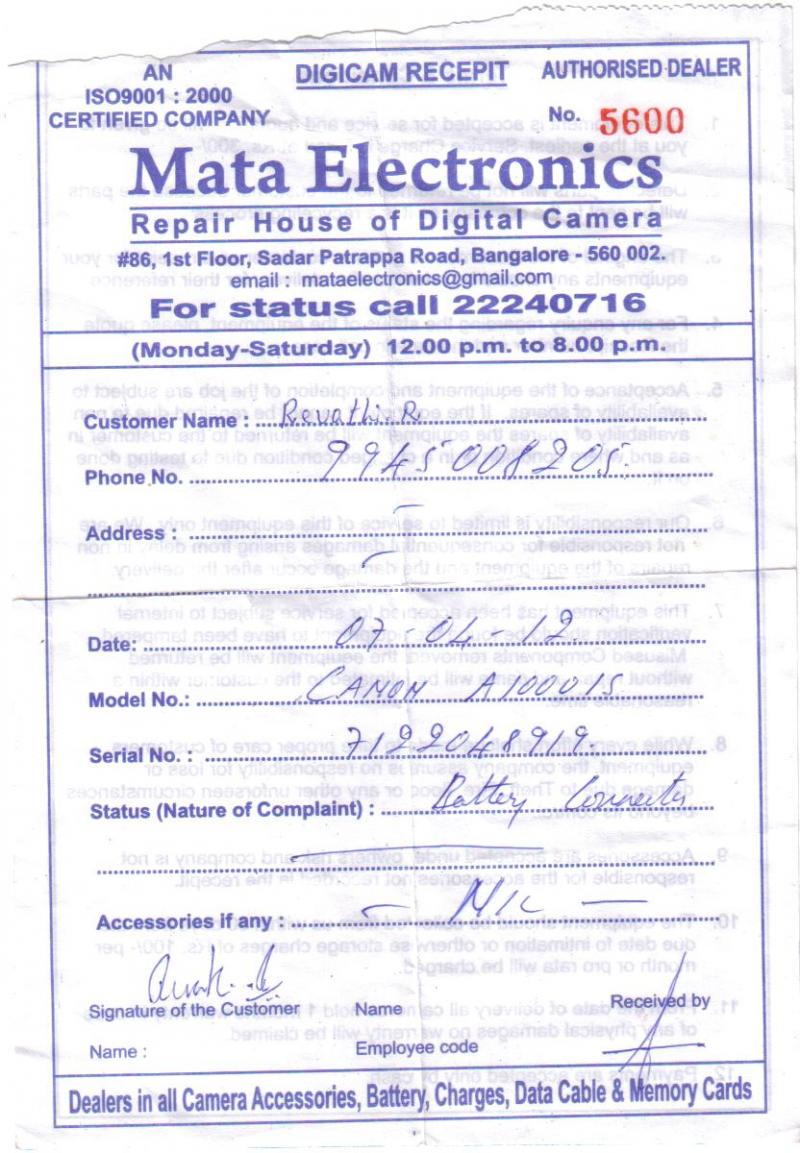 AN
ISO9001 : 2000
CERTIFIED COMPANY
DIGICAM RECEPIT
AUTHORISED DEALER
No. 5600
Mata Electronics
Repair House of Digital Camera
#86, 1st Floor, Sadar Patrappa Road, Bangalore - 560 002.
email : mataelectronics@gmail.com
For status call 22240716
(Monday-Saturday) 12.00 p.m. to 8.00 p.m.
Customer Name : Revathi. R
Phone No. 9945008205
Address : —
Date: 07 04 12
Model No.: CANON A1000IS
Serial No. : 7122048919
Status (Nature of Complaint) : Battery Connector
Accessories if any : — Nil —
Signature of the Customer Name Received by
Name : Employee code
Dealers in all Camera Accessories, Battery, Charges, Data Cable & Memory Cards